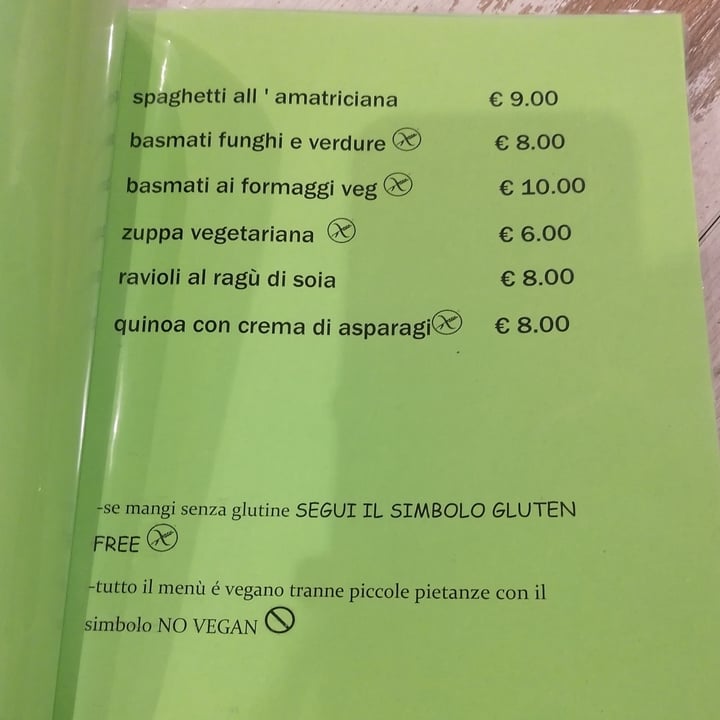 spaghetti all ' amatriciana € 9.00
basmati funghi e verdure € 8.00
basmati ai formaggi veg € 10.00
zuppa vegetariana € 6.00
ravioli al ragù di soia € 8.00
quinoa con crema di asparagi € 8.00
-se mangi senza glutine SEGUI IL SIMBOLO GLUTEN
FREE
-tutto il menù é vegano tranne piccole pietanze con il
simbolo NO VEGAN